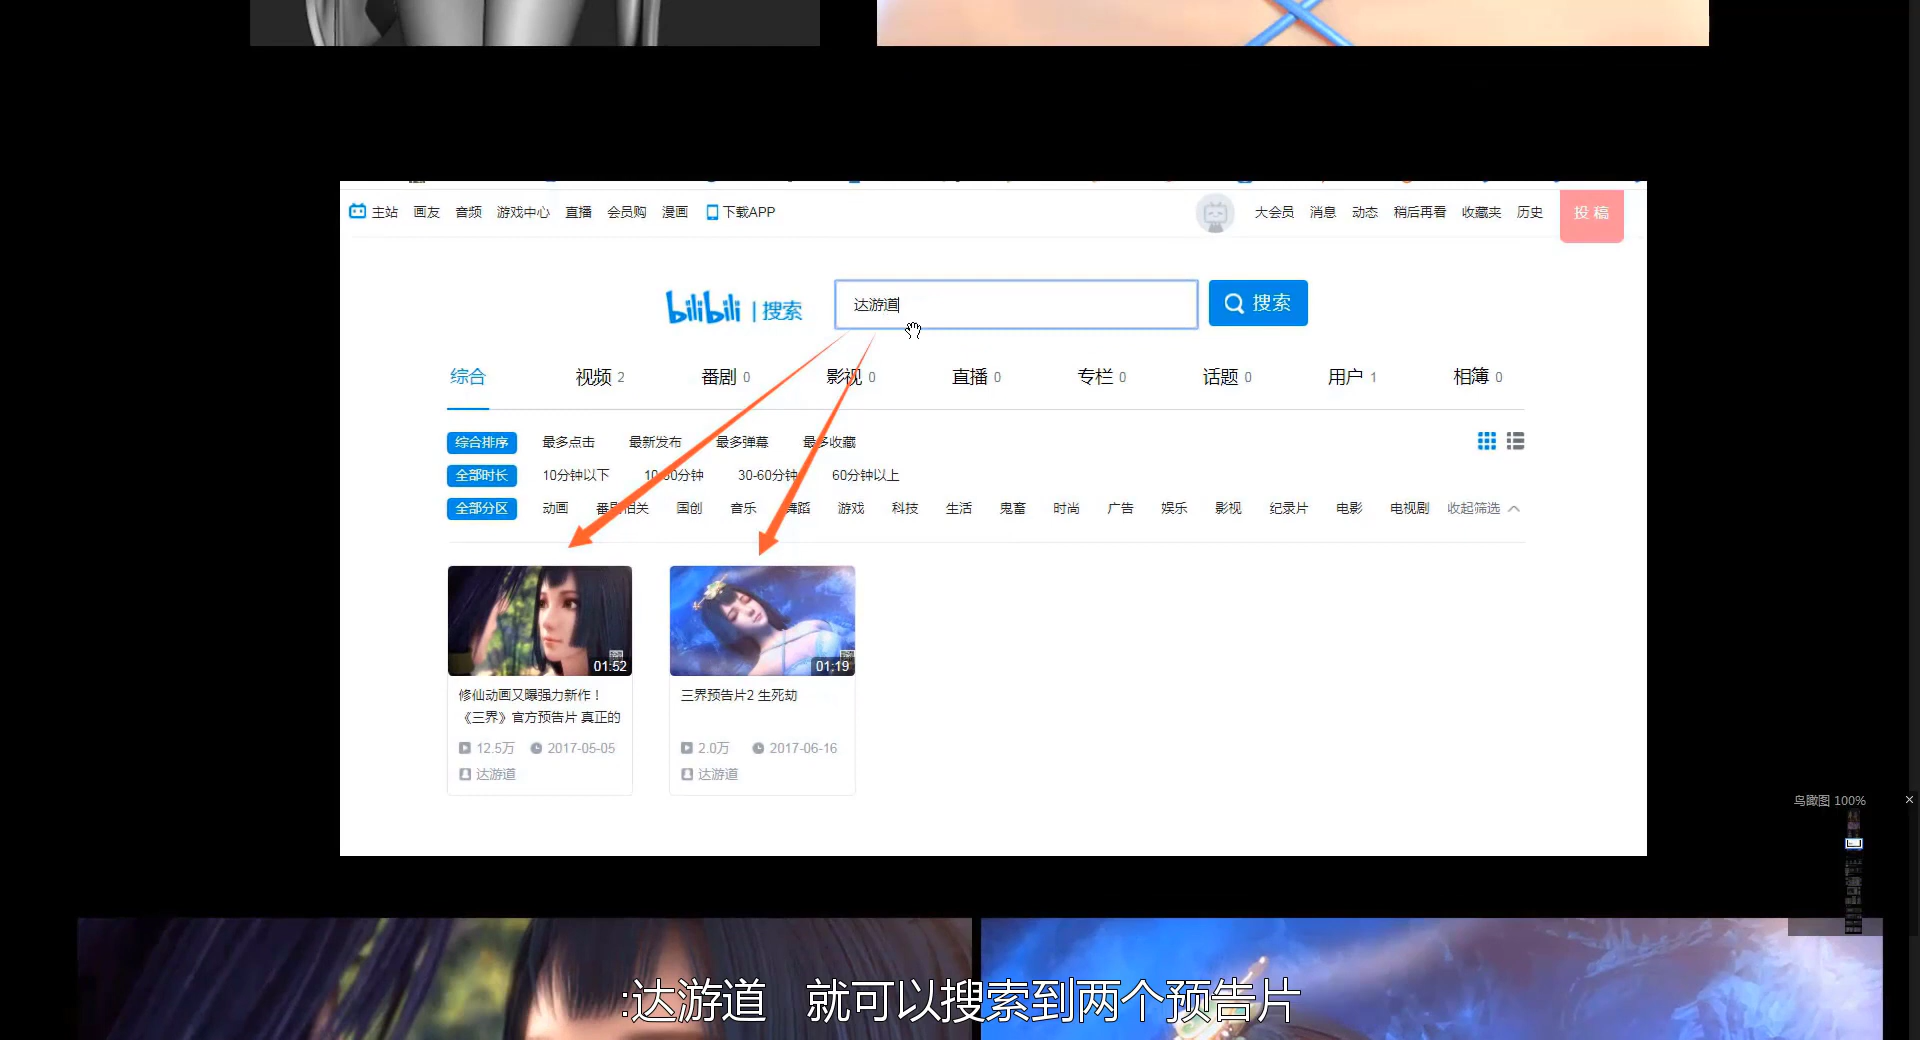 主站 画友 音频 游戏中心 直播 会员购 漫画 下载APP
大会员 消息 动态 稍后再看 收藏夹 历史 投稿
bilibili | 搜索
达游道
搜索
综合 视频 2 番剧 0 影视 0 直播 0 专栏 0 话题 0 用户 1 相簿 0
综合排序 最多点击 最新发布 最多弹幕 最多收藏
全部时长 10分钟以下 10-30分钟 30-60分钟 60分钟以上
全部分区 动画 番剧相关 国创 音乐 舞蹈 游戏 科技 生活 鬼畜 时尚 广告 娱乐 影视 纪录片 电影 电视剧 收起筛选
01:52
修仙动画又曝强力新作！
《三界》官方预告片 真正的
12.5万 2017-05-05
达游道
01:19
三界预告片2 生死劫
2.0万 2017-06-16
达游道
鸟瞰图 100%
:达游道 就可以搜索到两个预告片